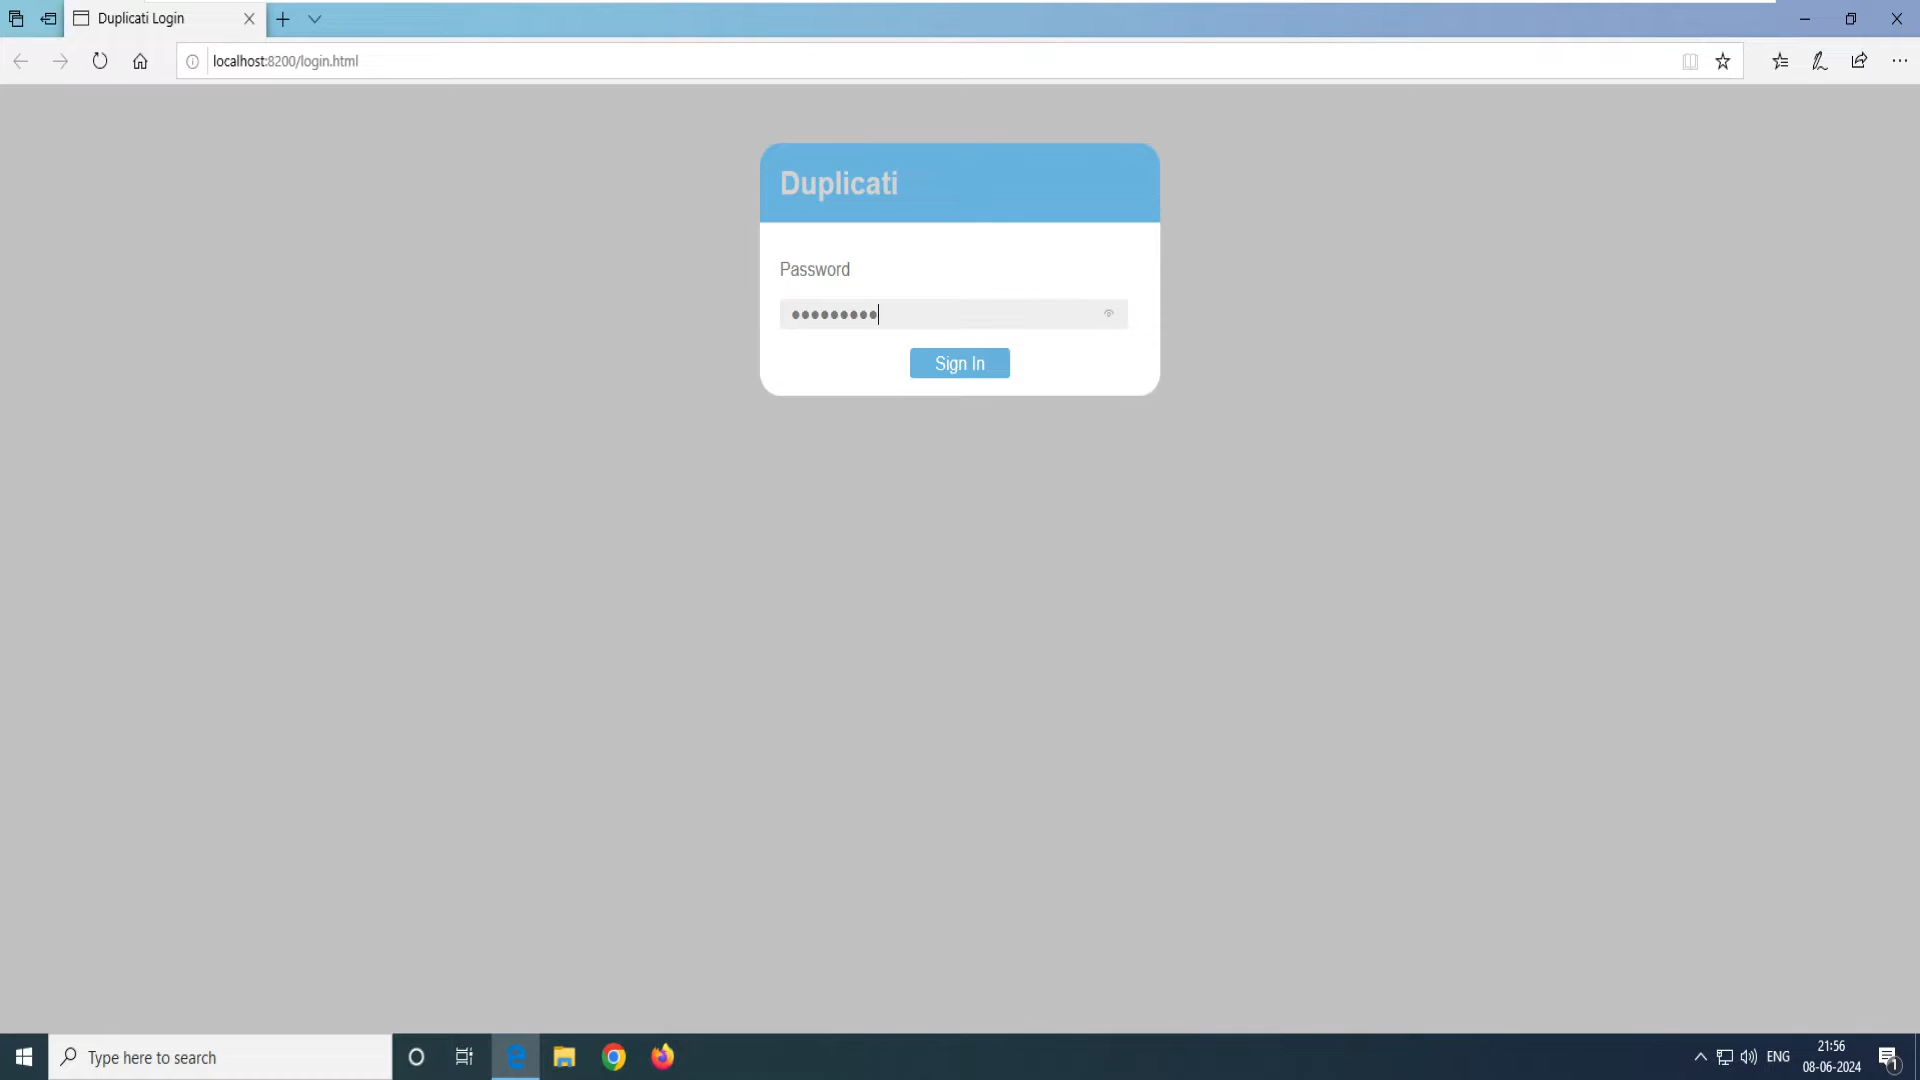 Duplicati Login
localhost:8200/login.html
Duplicati
Password
Sign In
Type here to search
ENG
21:56
08-06-2024
1